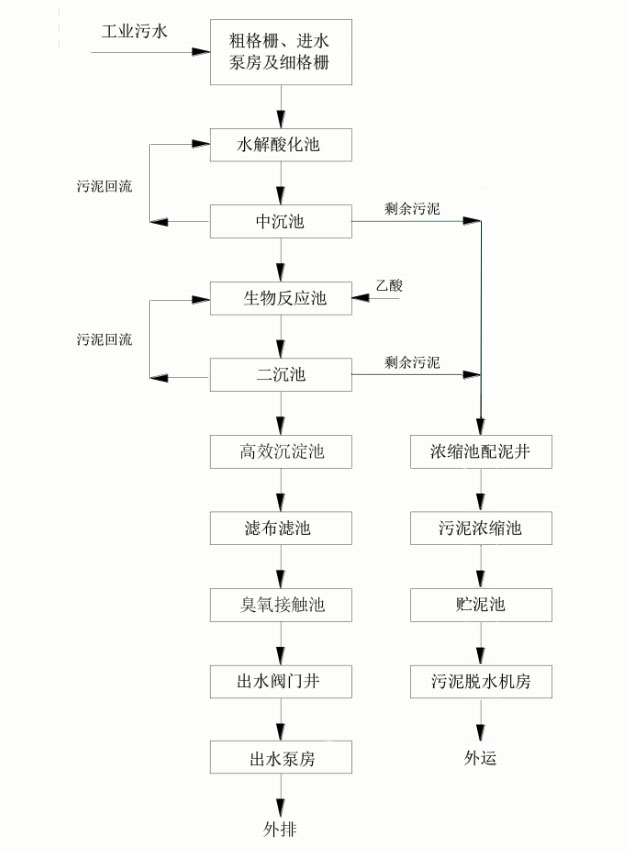 工业污水
粗格栅、进水
泵房及细格栅
水解酸化池
污泥回流
中沉池
剩余污泥
生物反应池
乙酸
污泥回流
二沉池
剩余污泥
高效沉淀池
浓缩池配泥井
滤布滤池
污泥浓缩池
臭氧接触池
贮泥池
出水阀门井
污泥脱水机房
出水泵房
外运
外排